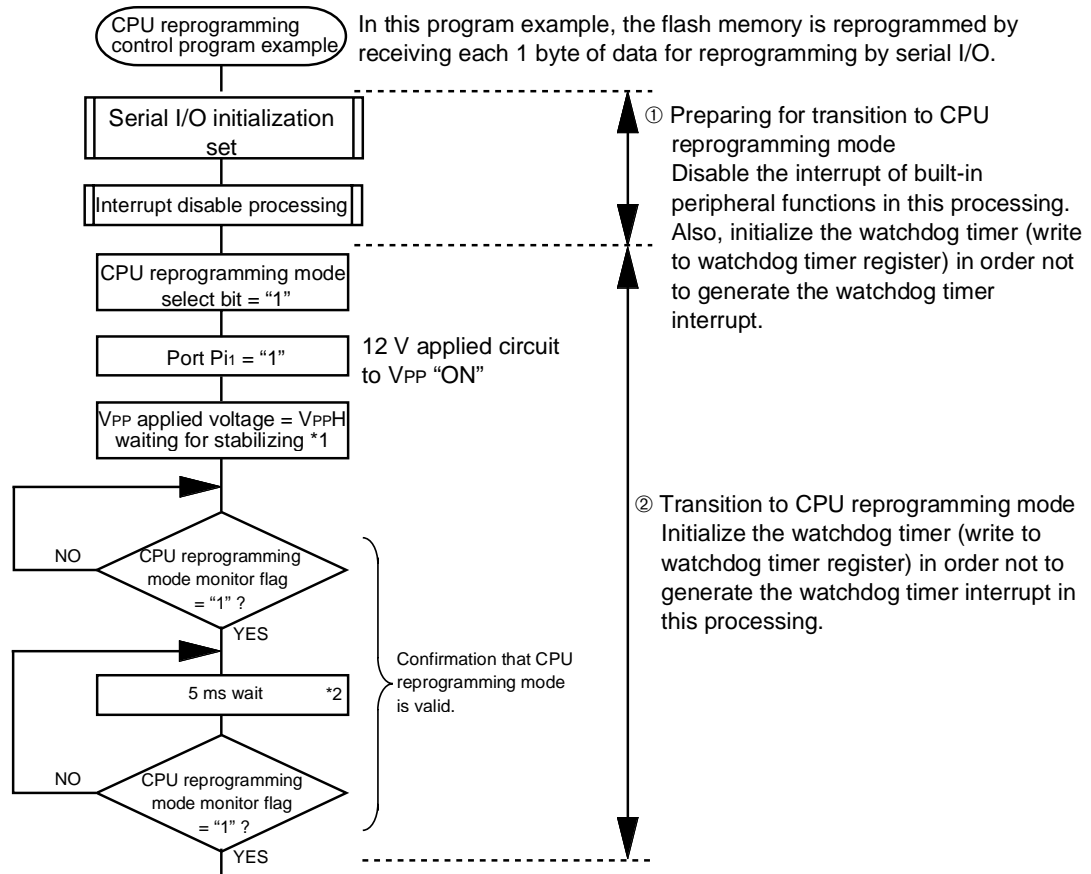 CPU reprogramming
control program example
In this program example, the flash memory is reprogrammed by
receiving each 1 byte of data for reprogramming by serial I/O.
Serial I/O initialization
set
Interrupt disable processing
① Preparing for transition to CPU
reprogramming mode
Disable the interrupt of built-in
peripheral functions in this processing.
Also, initialize the watchdog timer (write
to watchdog timer register) in order not
to generate the watchdog timer
interrupt.
CPU reprogramming mode
select bit = “1”
Port Pi1 = “1”
12 V applied circuit
to VPP “ON”
VPP applied voltage = VPPH
waiting for stabilizing *1
② Transition to CPU reprogramming mode
Initialize the watchdog timer (write to
watchdog timer register) in order not to
generate the watchdog timer interrupt in
this processing.
NO
CPU reprogramming
mode monitor flag
= “1” ?
YES
Confirmation that CPU
reprogramming mode
is valid.
5 ms wait *2
NO
CPU reprogramming
mode monitor flag
= “1” ?
YES